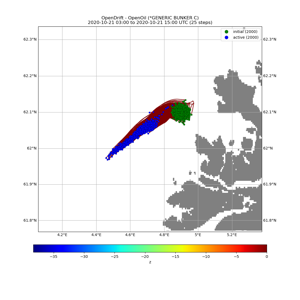 OpenDrift - OpenOil (*GENERIC BUNKER C)
2020-10-21 03:00 to 2020-10-21 15:00 UTC (25 steps)
initial (2000)
active (2000)
62.3°N 62.3°N
62.2°N 62.2°N
62.1°N 62.1°N
62°N 62°N
61.9°N 61.9°N
61.8°N 61.8°N
4.2°E 4.4°E 4.6°E 4.8°E 5°E 5.2°E
−35 −30 −25 −20 −15 −10 −5 0
z